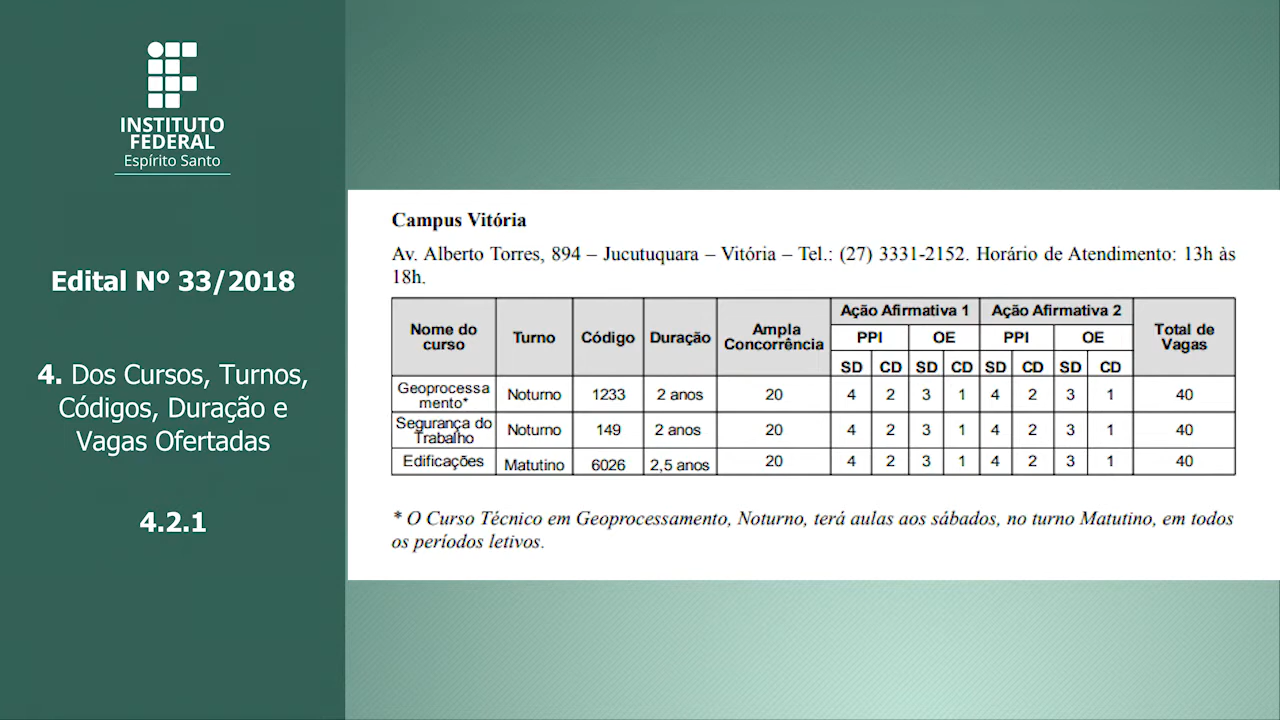 INSTITUTO
FEDERAL
Espírito Santo
Edital Nº 33/2018
4. Dos Cursos, Turnos,
Códigos, Duração e
Vagas Ofertadas
4.2.1
Campus Vitória
Av. Alberto Torres, 894 – Jucutuquara – Vitória – Tel.: (27) 3331-2152. Horário de Atendimento: 13h às
18h.
Nome do curso Turno Código Duração Ampla Concorrência Ação Afirmativa 1 Ação Afirmativa 2 Total de Vagas
PPI OE PPI OE
SD CD SD CD SD CD SD CD
Geoprocessa mento* Noturno 1233 2 anos 20 4 2 3 1 4 2 3 1 40
Segurança do Trabalho Noturno 149 2 anos 20 4 2 3 1 4 2 3 1 40
Edificações Matutino 6026 2,5 anos 20 4 2 3 1 4 2 3 1 40
* O Curso Técnico em Geoprocessamento, Noturno, terá aulas aos sábados, no turno Matutino, em todos
os períodos letivos.